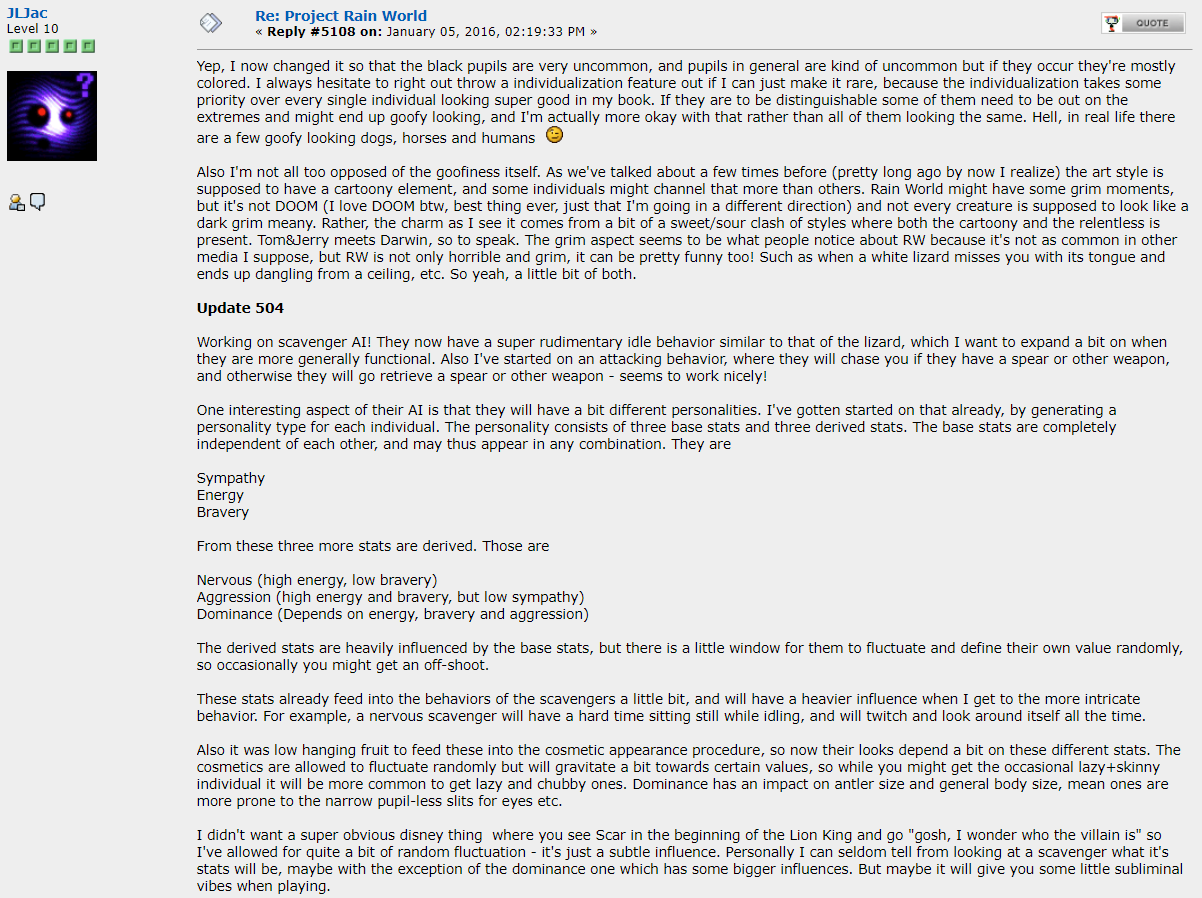 JLJac
Level 10
Re: Project Rain World
« Reply #5108 on: January 05, 2016, 02:19:33 PM »
QUOTE
Yep, I now changed it so that the black pupils are very uncommon, and pupils in general are kind of uncommon but if they occur they're mostly
colored. I always hesitate to right out throw a individualization feature out if I can just make it rare, because the individualization takes some
priority over every single individual looking super good in my book. If they are to be distinguishable some of them need to be out on the
extremes and might end up goofy looking, and I'm actually more okay with that rather than all of them looking the same. Hell, in real life there
are a few goofy looking dogs, horses and humans
Also I'm not all too opposed of the goofiness itself. As we've talked about a few times before (pretty long ago by now I realize) the art style is
supposed to have a cartoony element, and some individuals might channel that more than others. Rain World might have some grim moments,
but it's not DOOM (I love DOOM btw, best thing ever, just that I'm going in a different direction) and not every creature is supposed to look like a
dark grim meany. Rather, the charm as I see it comes from a bit of a sweet/sour clash of styles where both the cartoony and the relentless is
present. Tom&Jerry meets Darwin, so to speak. The grim aspect seems to be what people notice about RW because it's not as common in other
media I suppose, but RW is not only horrible and grim, it can be pretty funny too! Such as when a white lizard misses you with its tongue and
ends up dangling from a ceiling, etc. So yeah, a little bit of both.
Update 504
Working on scavenger AI! They now have a super rudimentary idle behavior similar to that of the lizard, which I want to expand a bit on when
they are more generally functional. Also I've started on an attacking behavior, where they will chase you if they have a spear or other weapon,
and otherwise they will go retrieve a spear or other weapon - seems to work nicely!
One interesting aspect of their AI is that they will have a bit different personalities. I've gotten started on that already, by generating a
personality type for each individual. The personality consists of three base stats and three derived stats. The base stats are completely
independent of each other, and may thus appear in any combination. They are
Sympathy
Energy
Bravery
From these three more stats are derived. Those are
Nervous (high energy, low bravery)
Aggression (high energy and bravery, but low sympathy)
Dominance (Depends on energy, bravery and aggression)
The derived stats are heavily influenced by the base stats, but there is a little window for them to fluctuate and define their own value randomly,
so occasionally you might get an off-shoot.
These stats already feed into the behaviors of the scavengers a little bit, and will have a heavier influence when I get to the more intricate
behavior. For example, a nervous scavenger will have a hard time sitting still while idling, and will twitch and look around itself all the time.
Also it was low hanging fruit to feed these into the cosmetic appearance procedure, so now their looks depend a bit on these different stats. The
cosmetics are allowed to fluctuate randomly but will gravitate a bit towards certain values, so while you might get the occasional lazy+skinny
individual it will be more common to get lazy and chubby ones. Dominance has an impact on antler size and general body size, mean ones are
more prone to the narrow pupil-less slits for eyes etc.
I didn't want a super obvious disney thing  where you see Scar in the beginning of the Lion King and go "gosh, I wonder who the villain is" so
I've allowed for quite a bit of random fluctuation - it's just a subtle influence. Personally I can seldom tell from looking at a scavenger what it's
stats will be, maybe with the exception of the dominance one which has some bigger influences. But maybe it will give you some little subliminal
vibes when playing.